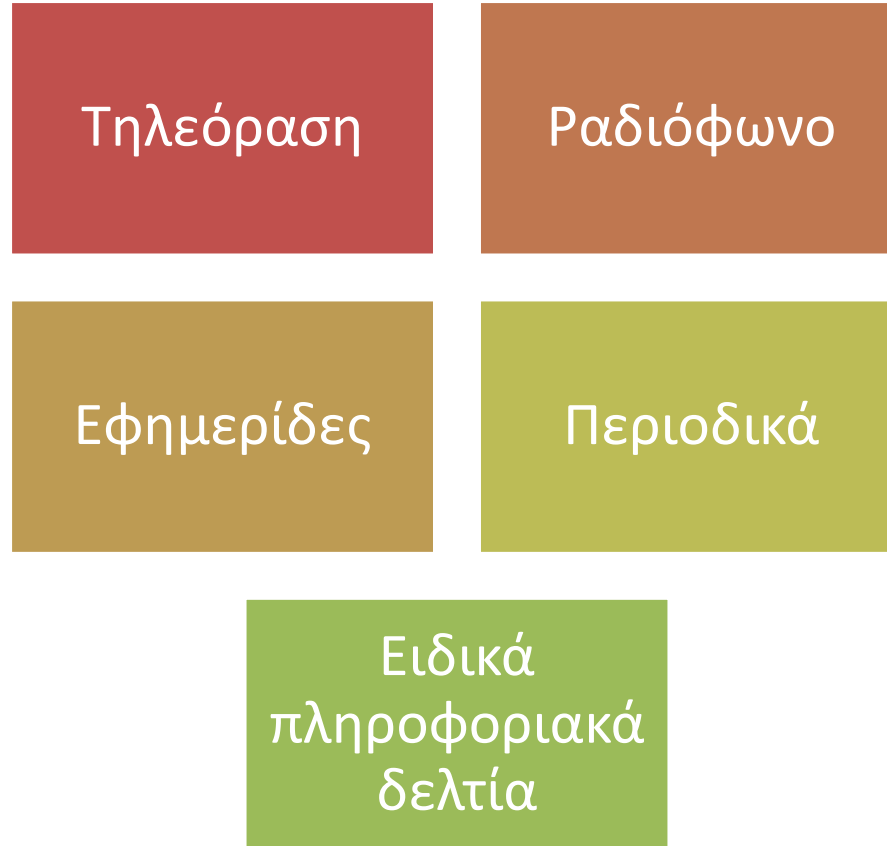 Τηλεόραση
Ραδιόφωνο
Εφημερίδες
Περιοδικά
Ειδικά
πληροφοριακά
δελτία